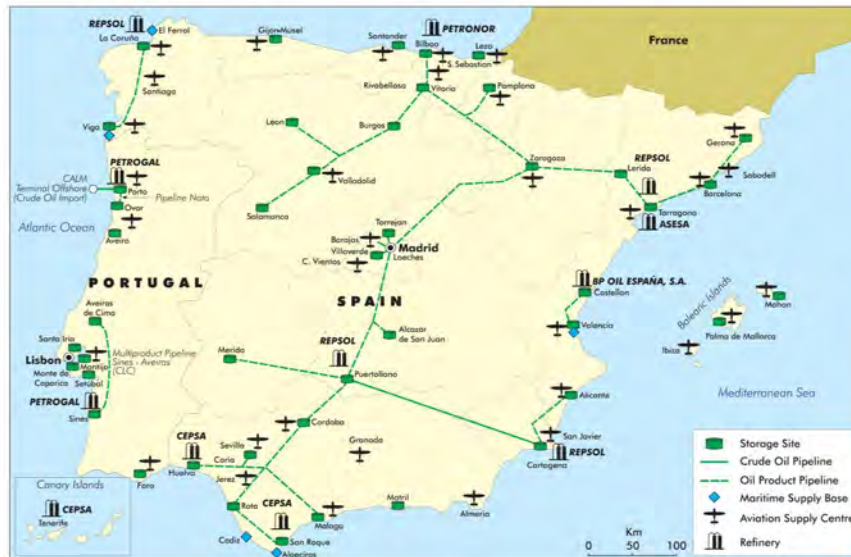 REPSOL
El Ferrol
La Coruña
Gijon-Musel
Santander
PETRONOR
Bilbao
Lezo
S. Sebastian
France
Santiago
Rivabellosa
Vitoria
Pamplona
Vigo
Leon
Burgos
Gerona
PETROGAL
CALM
Terminal Offshore
(Crude Oil Import)
Porto
Pipeline Nato
Ovar
Valladolid
Zaragoza
Lerida
REPSOL
Sabadell
Barcelona
Salamanca
Tarragona
ASESA
Atlantic Ocean
Aveiro
Torrejon
Barajas
Madrid
Villaverde
Loeches
C. Vientos
PORTUGAL
SPAIN
BP OIL ESPAÑA, S.A.
Castellon
Balearic Islands
Mahon
Aveiras
de Cima
Valencia
Palma de Mallorca
Ibiza
Santa Iria
Lisbon
Montijo
Monte de
Caparica
Setúbal
Multiproduct Pipeline
Sines - Aveiras
(CLC)
Merida
REPSOL
Alcazar
de San Juan
Puertollano
Mediterranean Sea
PETROGAL
Sines
Alicante
Cordoba
San Javier
Cartagena
REPSOL
CEPSA
Sevilla
Coria
Granada
Huelva
Jerez
Faro
Rota
CEPSA
Malaga
Motril
Almeria
Cadiz
San Roque
Algeciras
Canary Islands
CEPSA
Tenerife
Km
0
50
100
Storage Site
Crude Oil Pipeline
Oil Product Pipeline
Maritime Supply Base
Aviation Supply Centre
Refinery